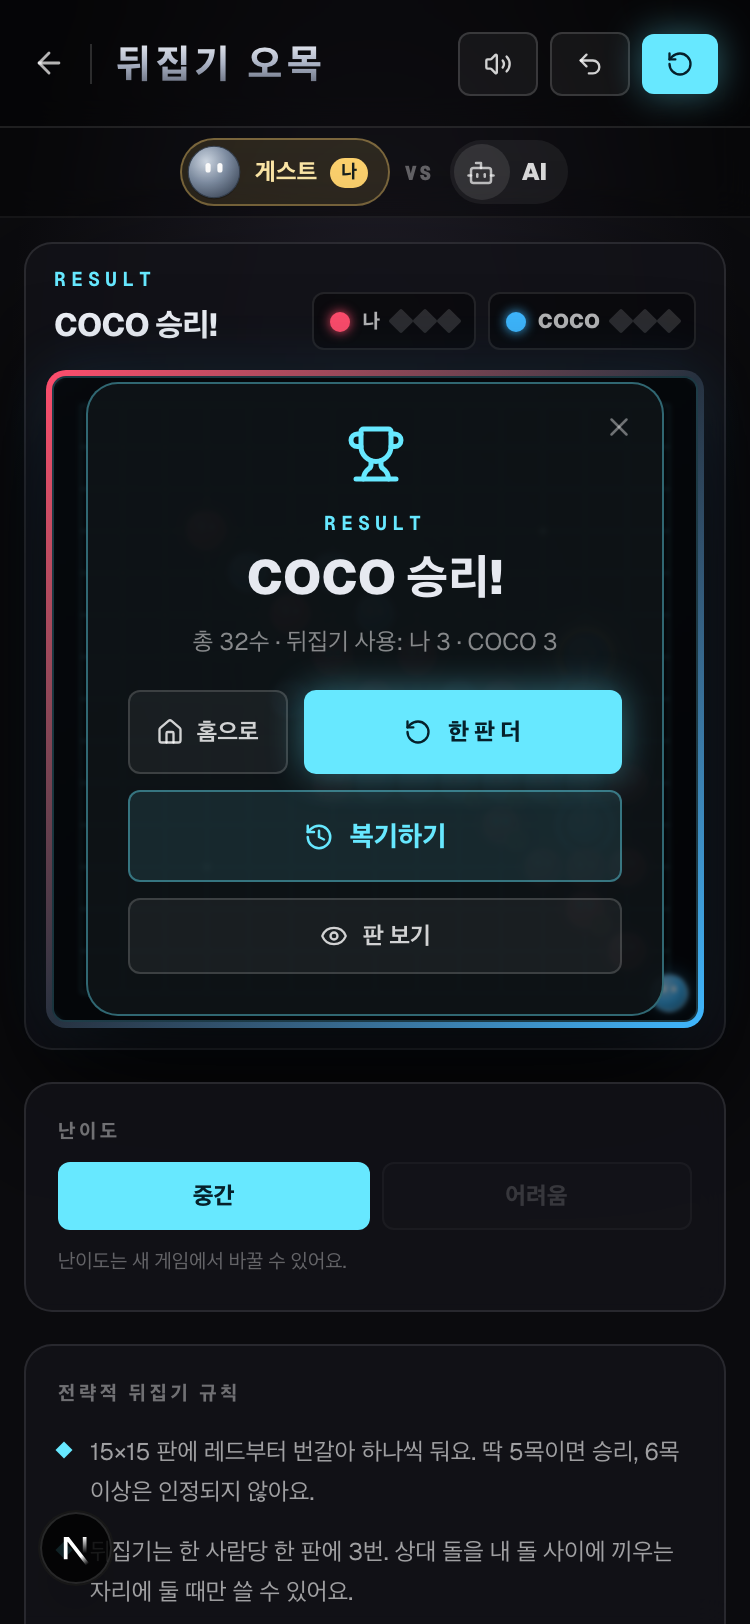 뒤집기 오목
게스트 나 VS AI
RESULT
COCO 승리!
나
COCO
RESULT
COCO 승리!
총 32수 · 뒤집기 사용: 나 3 · COCO 3
홈으로
한 판 더
복기하기
판 보기
난이도
중간
어려움
난이도는 새 게임에서 바꿀 수 있어요.
전략적 뒤집기 규칙
15×15 판에 레드부터 번갈아 하나씩 둬요. 딱 5목이면 승리, 6목
이상은 인정되지 않아요.
뒤집기는 한 사람당 한 판에 3번. 상대 돌을 내 돌 사이에 끼우는
자리에 둘 때만 쓸 수 있어요.
N